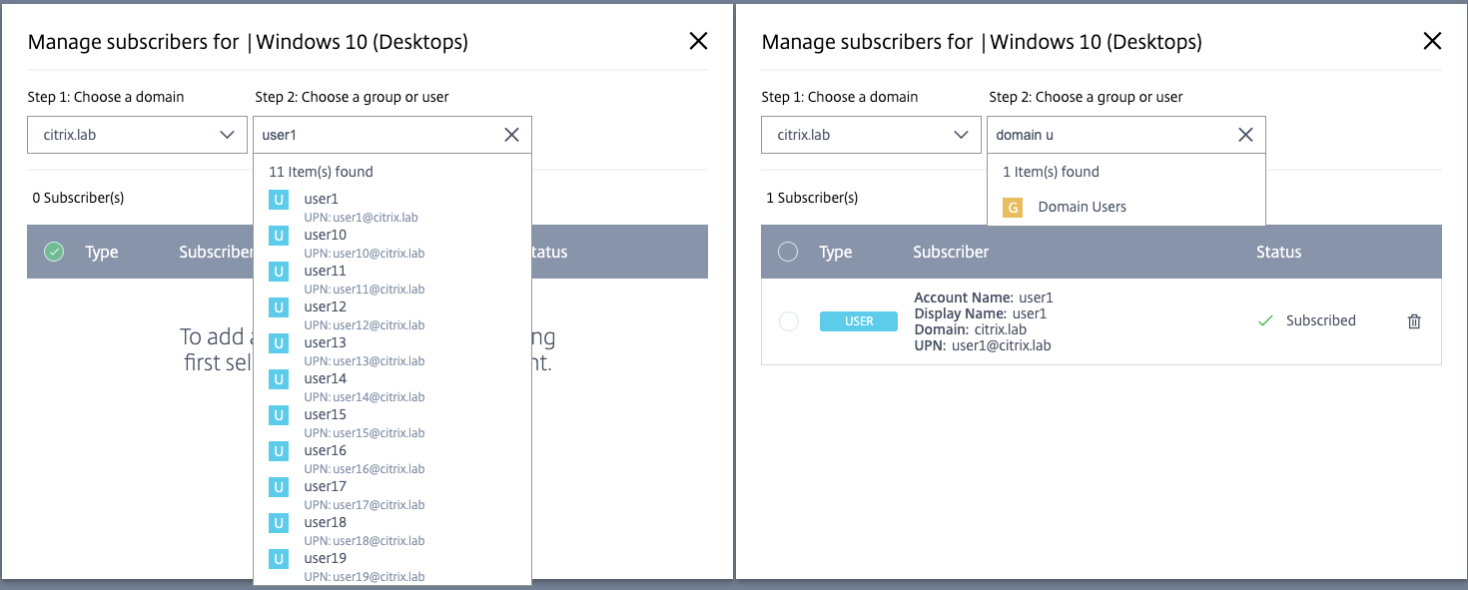 Manage subscribers for | Windows 10 (Desktops)
Step 1: Choose a domain
Step 2: Choose a group or user
citrix.lab
user1
11 Item(s) found
0 Subscriber(s)
U user1
UPN: user1@citrix.lab
U user10
UPN: user10@citrix.lab
Type Subscriber tatus
U user11
UPN: user11@citrix.lab
U user12
UPN: user12@citrix.lab
To add a ng
first sel nt.
U user13
UPN: user13@citrix.lab
U user14
UPN: user14@citrix.lab
U user15
UPN: user15@citrix.lab
U user16
UPN: user16@citrix.lab
U user17
UPN: user17@citrix.lab
U user18
UPN: user18@citrix.lab
U user19
UPN: user19@citrix.lab
Manage subscribers for | Windows 10 (Desktops)
Step 1: Choose a domain
Step 2: Choose a group or user
citrix.lab
domain u
1 Item(s) found
1 Subscriber(s)
G Domain Users
Type Subscriber Status
USER
Account Name: user1
Display Name: user1
Domain: citrix.lab
UPN: user1@citrix.lab
Subscribed